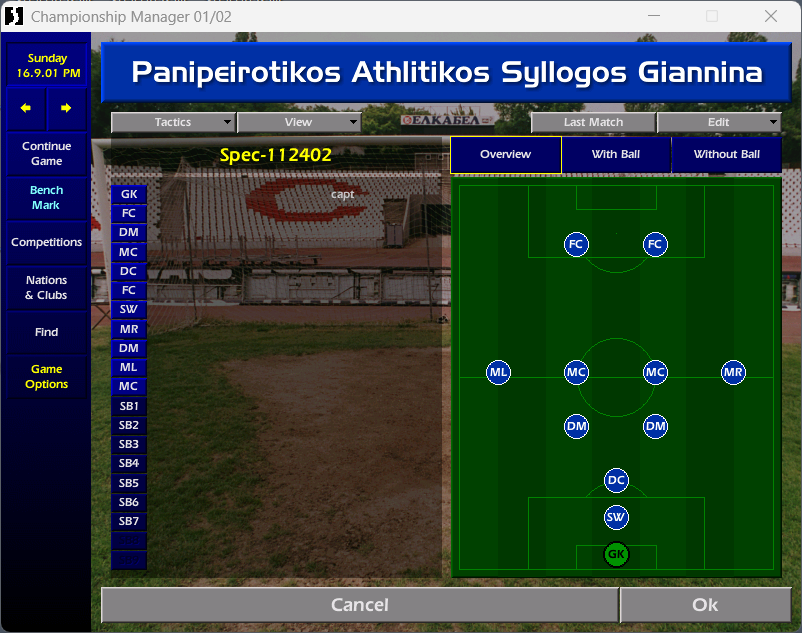 Championship Manager 01/02
Sunday
16.9.01 PM
Continue
Game
Bench
Mark
Competitions
Nations
& Clubs
Find
Game
Options
Panipeirotikos Athlitikos Syllogos Giannina
Tactics
View
ΕΛΚΑΒΕΛ
Last Match
Edit
Spec-112402
Overview
With Ball
Without Ball
GK
capt
FC
DM
MC
DC
FC
SW
MR
DM
ML
MC
SB1
SB2
SB3
SB4
SB5
SB6
SB7
FC FC
ML MC MC MR
DM DM
DC
SW
GK
Cancel
Ok